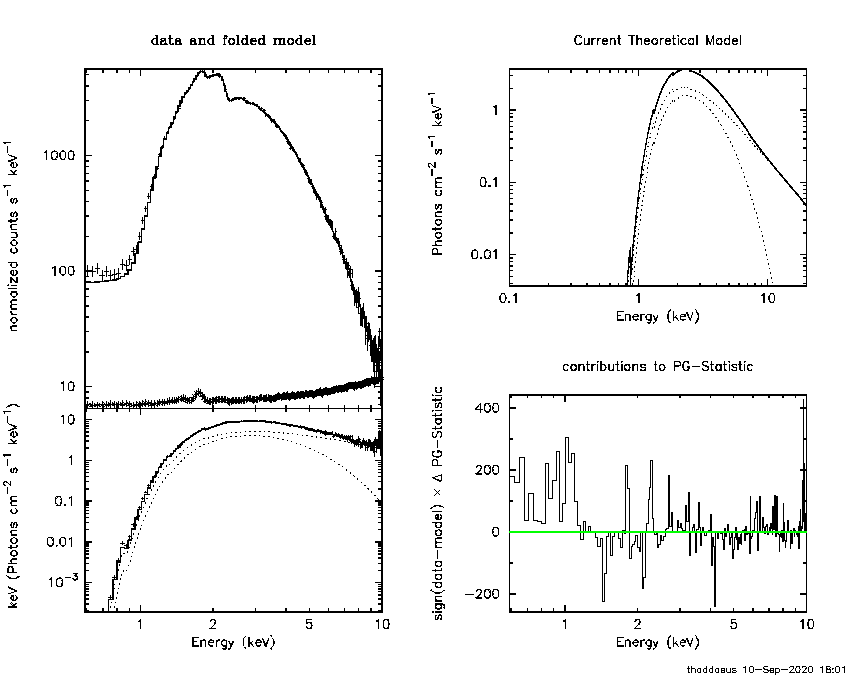 data and folded model
normalized counts s−1 keV−1
1000
100
10
keV (Photons cm−2 s−1 keV−1)
10
1
0.1
0.01
10−3
1 2 5 10
Energy (keV)
Current Theoretical Model
Photons cm−2 s−1 keV−1
1
0.1
0.01
0.1 1 10
Energy (keV)
contributions to PG−Statistic
sign(data−model) × Δ PG−Statistic
400
200
0
−200
1 2 5 10
Energy (keV)
thaddaeus 10−Sep−2020 18:01